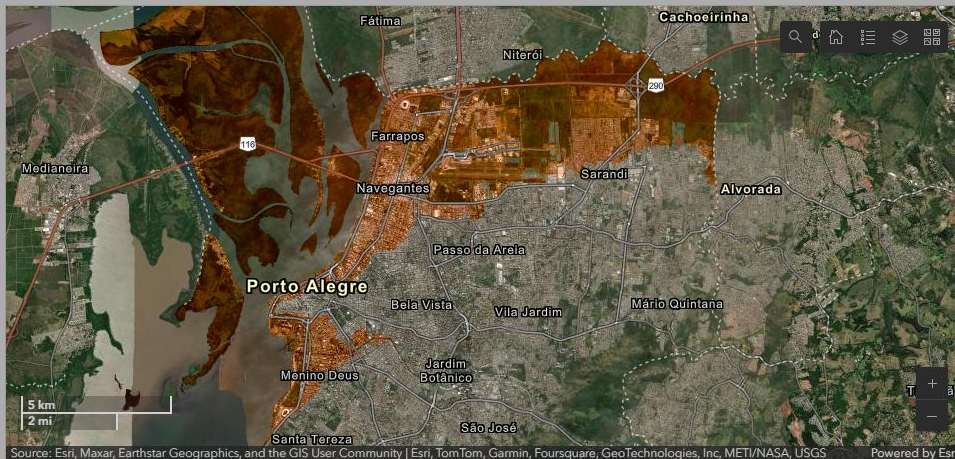 Fátima
Cachoeirinha
Niterói
290
Farrapos
116
Medianeira
Navegantes
Sarandi
Alvorada
Passo da Areia
Porto Alegre
Bela Vista
Vila Jardim
Mário Quintana
Jardim
Botânico
Menino Deus
+
−
5 km
2 mi
São José
Santa Tereza
Source: Esri, Maxar, Earthstar Geographics, and the GIS User Community | Esri, TomTom, Garmin, Foursquare, GeoTechnologies, Inc, METI/NASA, USGS
Powered by Esri